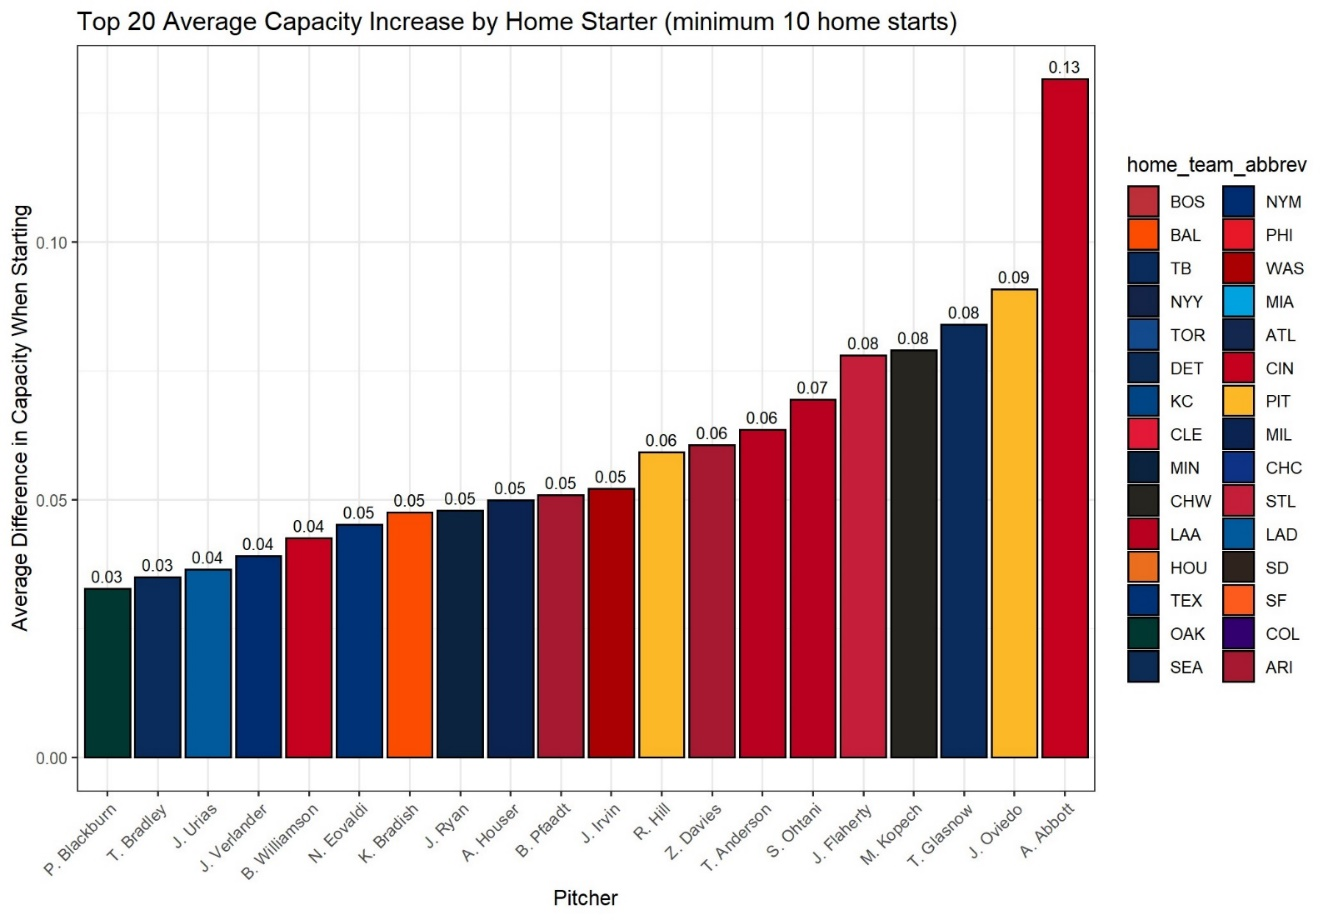 Top 20 Average Capacity Increase by Home Starter (minimum 10 home starts)
Average Difference in Capacity When Starting
0.10
0.05
0.00
0.03
0.03
0.04
0.04
0.04
0.05
0.05
0.05
0.05
0.05
0.05
0.06
0.06
0.06
0.07
0.08
0.08
0.08
0.09
0.13
P. Blackburn
T. Bradley
J. Urias
J. Verlander
B. Williamson
N. Eovaldi
K. Bradish
J. Ryan
A. Houser
B. Pfaadt
J. Irvin
R. Hill
Z. Davies
T. Anderson
S. Ohtani
J. Flaherty
M. Kopech
T. Glasnow
J. Oviedo
A. Abbott
Pitcher
home_team_abbrev
BOS
BAL
TB
NYY
TOR
DET
KC
CLE
MIN
CHW
LAA
HOU
TEX
OAK
SEA
NYM
PHI
WAS
MIA
ATL
CIN
PIT
MIL
CHC
STL
LAD
SD
SF
COL
ARI